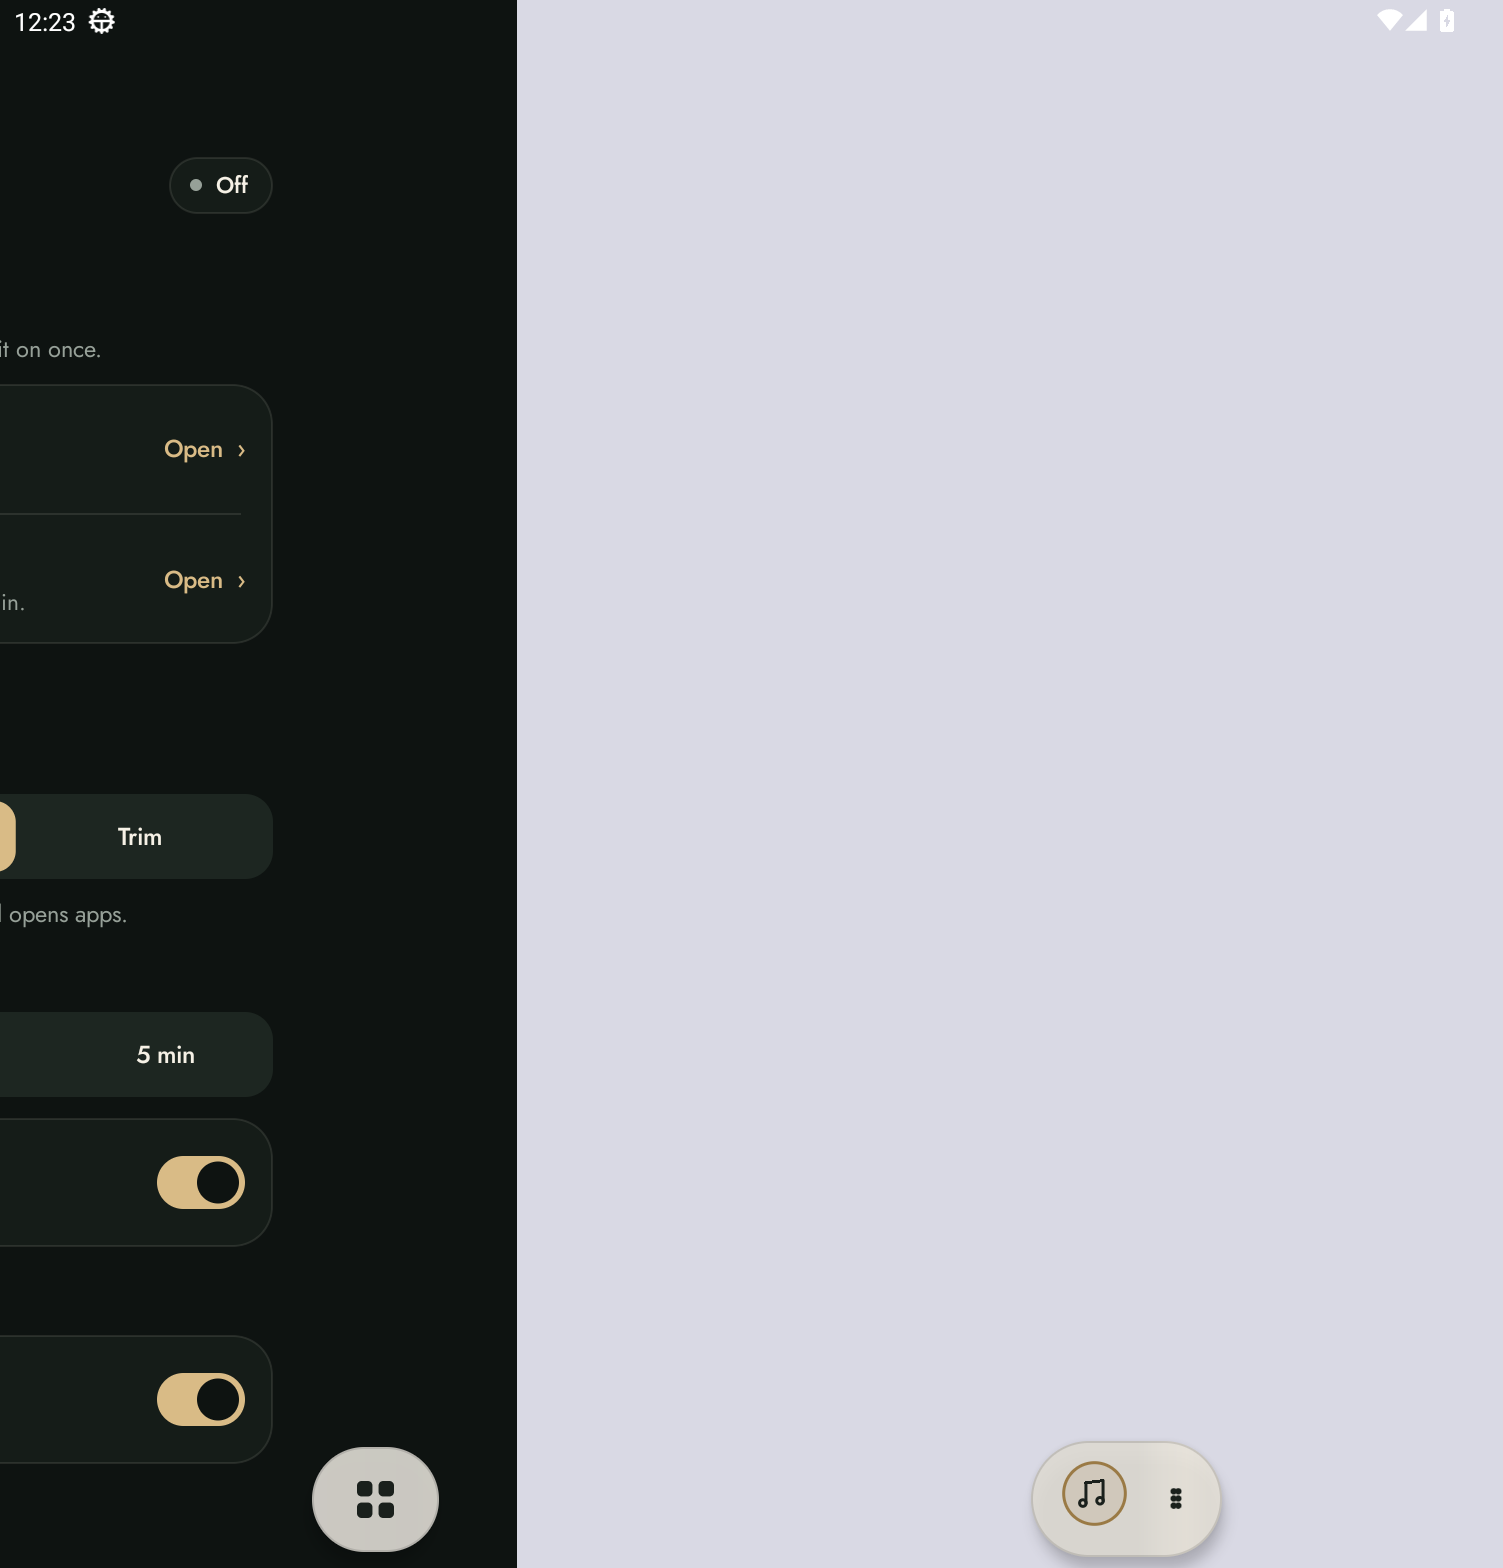 12:23
Off
it on once.
Open ›
Open ›
in.
Trim
opens apps.
5 min